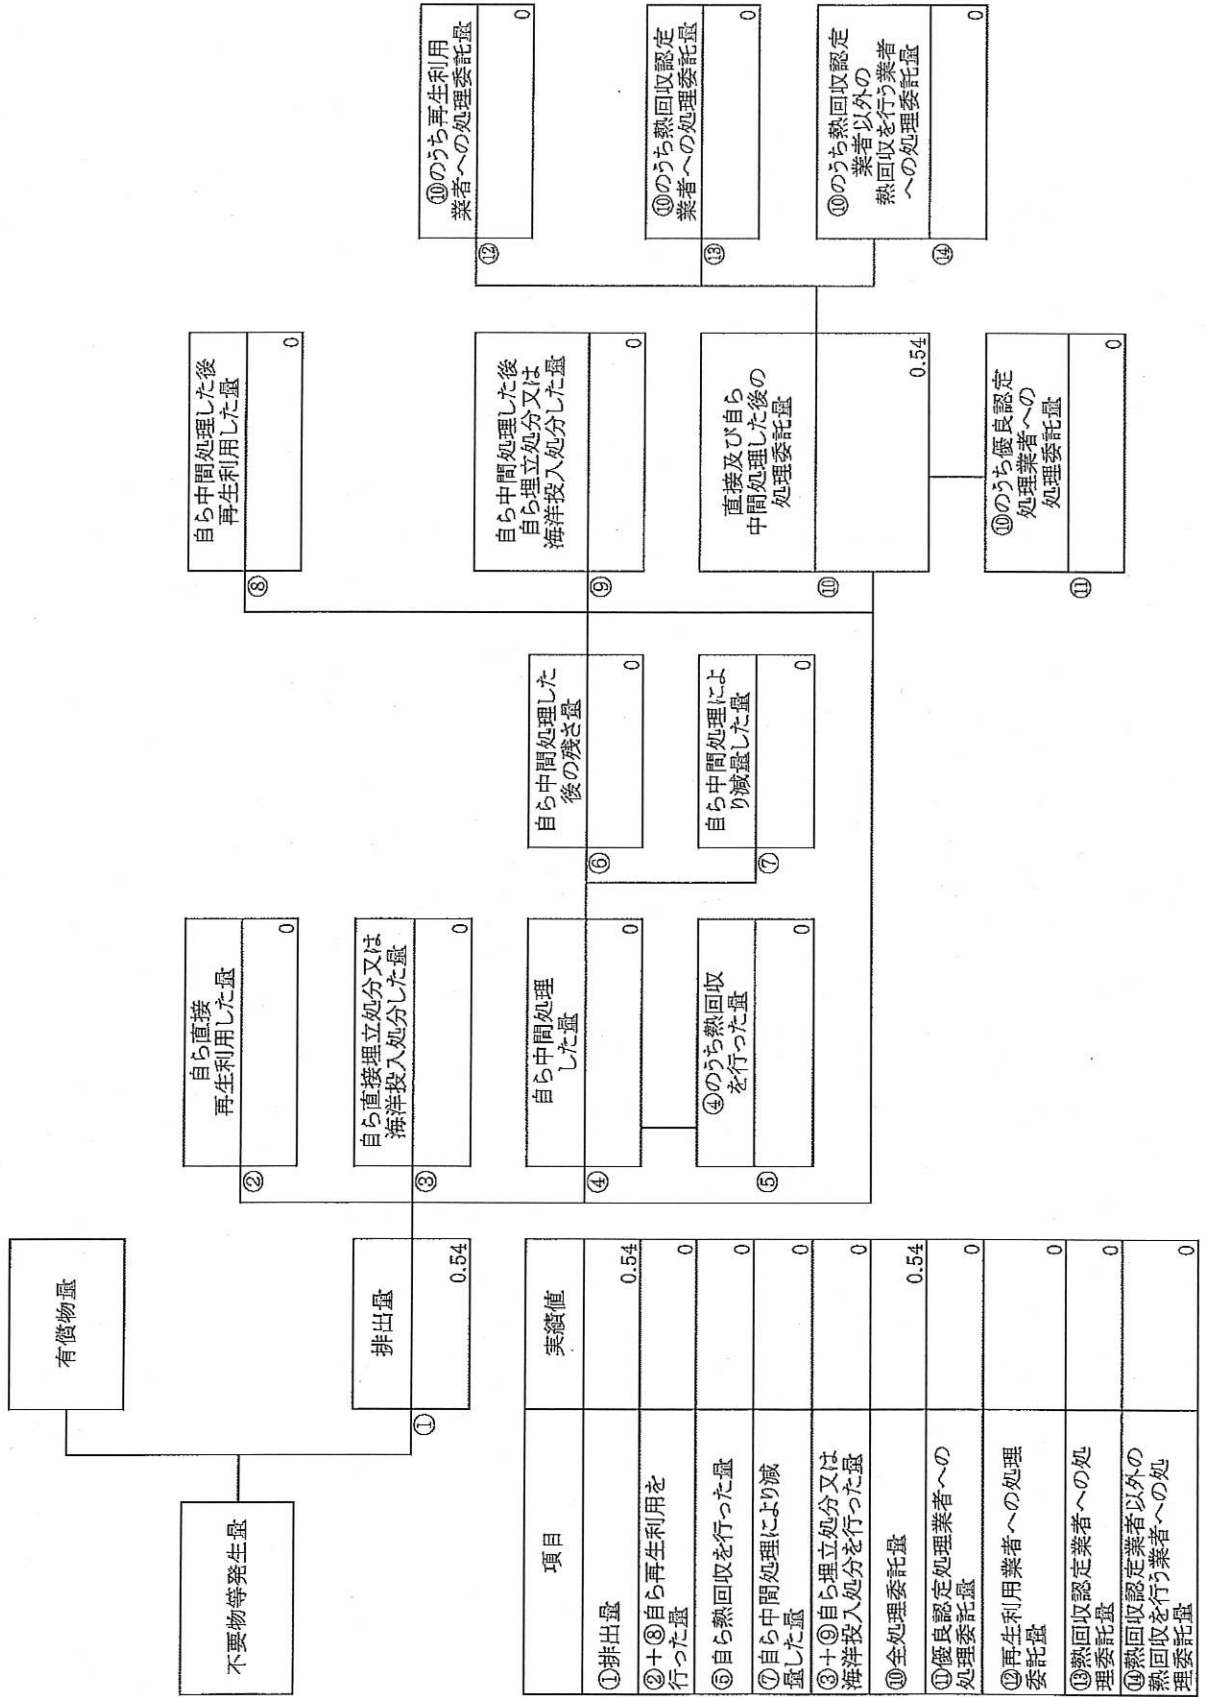 有償物量
不要物等発生量
①
排出量
0.54
②
自ら直接
再生利用した量
0
③
自ら直接埋立処分又は
海洋投入処分した量
0
④
自ら中間処理
した量
0
⑤
④のうち熱回収
を行った量
0
⑥
自ら中間処理した
後の残さ量
0
⑦
自ら中間処理によ
り減量した量
0
⑧
自ら中間処理した後
再生利用した量
0
⑨
自ら中間処理した後
自ら埋立処分又は
海洋投入処分した量
0
⑩
直接及び自ら
中間処理した後の
処理委託量
0.54
⑪
⑩のうち優良認定
処理業者への
処理委託量
0
⑫
⑩のうち再生利用
業者への処理委託量
0
⑬
⑩のうち熱回収認定
業者への処理委託量
0
⑭
⑩のうち熱回収認定
業者以外の
熱回収を行う業者
への処理委託量
0
項目 実績値
①排出量 0.54
②+⑧自ら再生利用を
行った量 0
⑤自ら熱回収を行った量 0
⑦自ら中間処理により減
量した量 0
③+⑨自ら埋立処分又は
海洋投入処分を行った量 0
⑩全処理委託量 0.54
⑪優良認定処理業者への
処理委託量 0
⑫再生利用業者への処理
委託量 0
⑬熱回収認定業者への処
理委託量 0
⑭熱回収認定業者以外の
熱回収を行う業者への処
理委託量 0